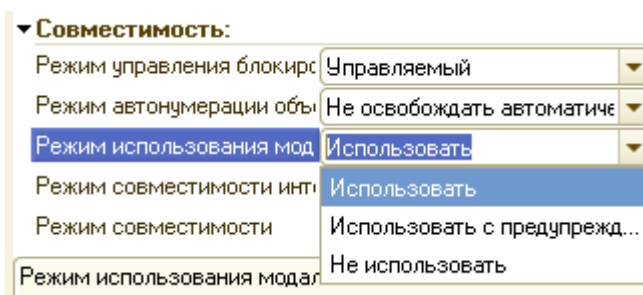 Совместимость:
Режим управления блокирс Управляемый
Режим автонумерации объ Не освобождать автоматиче
Режим использования мод Использовать
Режим совместимости инт Использовать
Режим совместимости Использовать с предупрежд...
Режим использования модал Не использовать